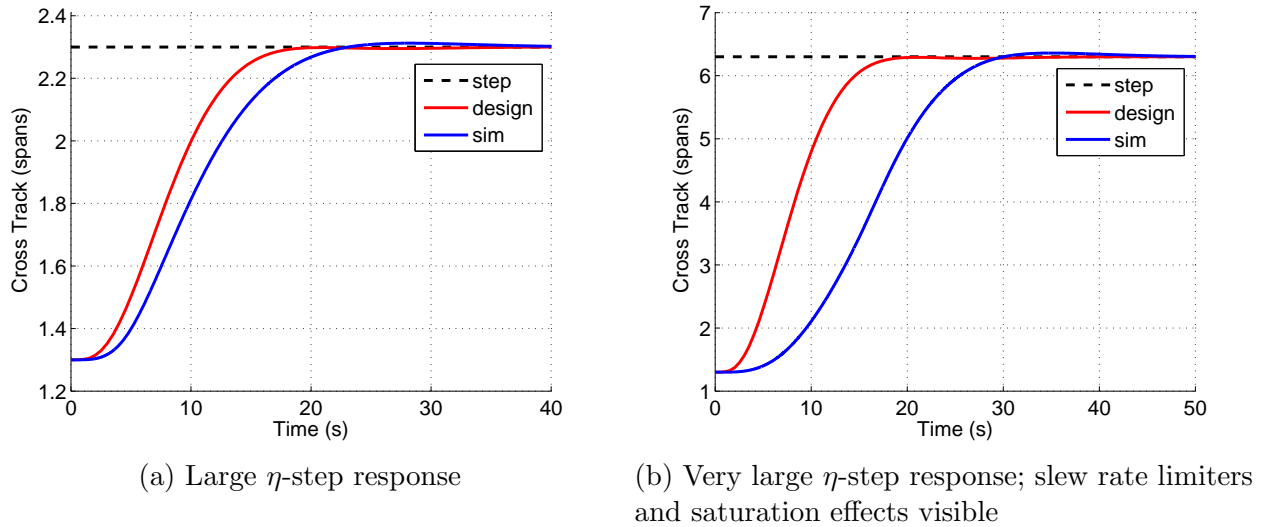 2.4
2.2
2
1.8
1.6
1.4
1.2
0
10
20
30
40
Cross Track (spans)
Time (s)
step
design
sim
(a) Large η-step response
7
6
5
4
3
2
1
0
10
20
30
40
50
Cross Track (spans)
Time (s)
step
design
sim
(b) Very large η-step response; slew rate limiters
and saturation effects visible